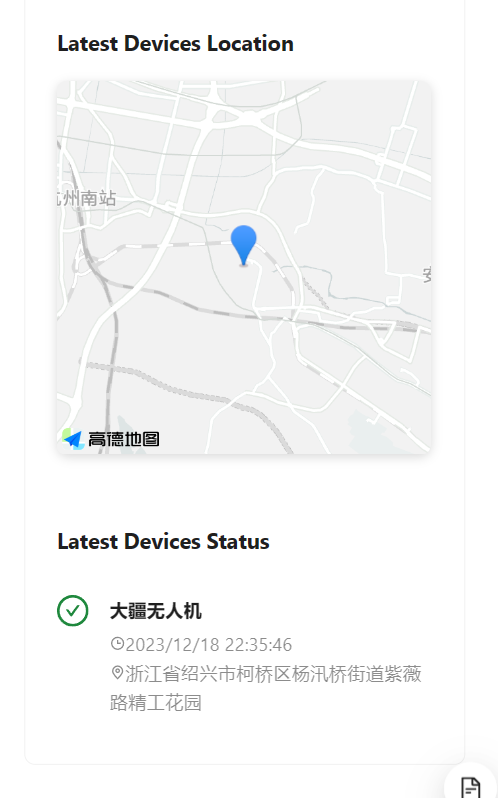 Latest Devices Location
州南站
高德地图
Latest Devices Status
大疆无人机
2023/12/18 22:35:46
浙江省绍兴市柯桥区杨汛桥街道紫薇
路精工花园